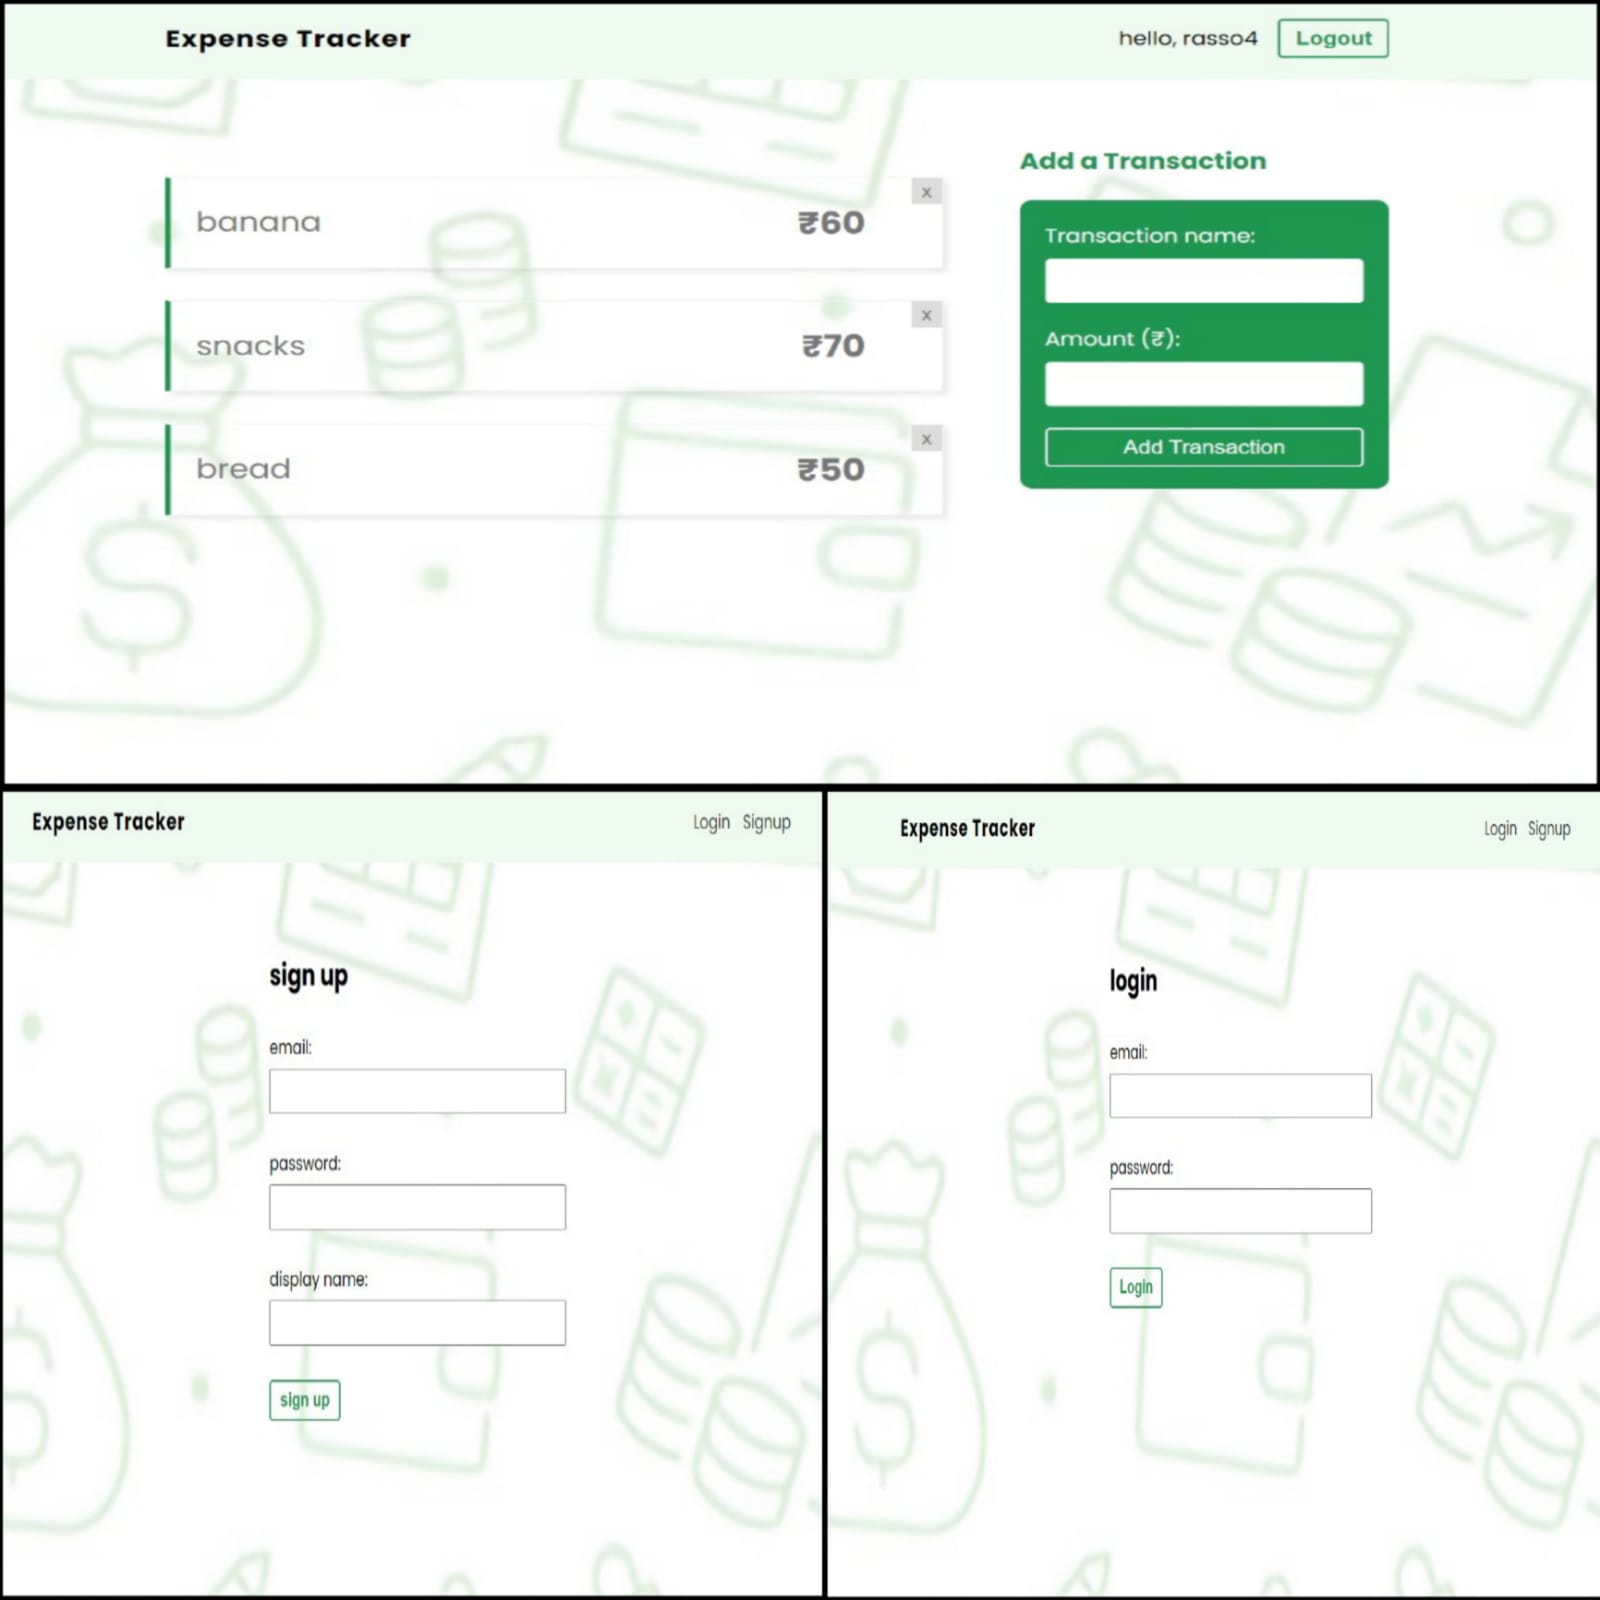 Expense Tracker
hello, rasso4
Logout
Add a Transaction
banana
₹60
x
snacks
₹70
x
bread
₹50
x
Transaction name:
Amount (₹):
Add Transaction
$
Expense Tracker
Login Signup
sign up
email:
password:
display name:
sign up
$
Expense Tracker
Login Signup
login
email:
password:
Login
$